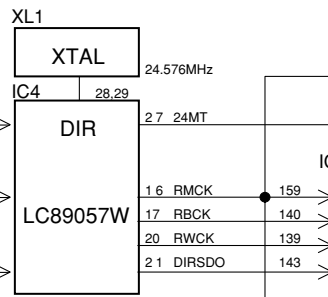 XL1
XTAL
24.576MHz
IC4
28,29
DIR
27 24MT
LC89057W
16 RMCK 159
17 RBCK 140
20 RWCK 139
21 DIRSDO 143